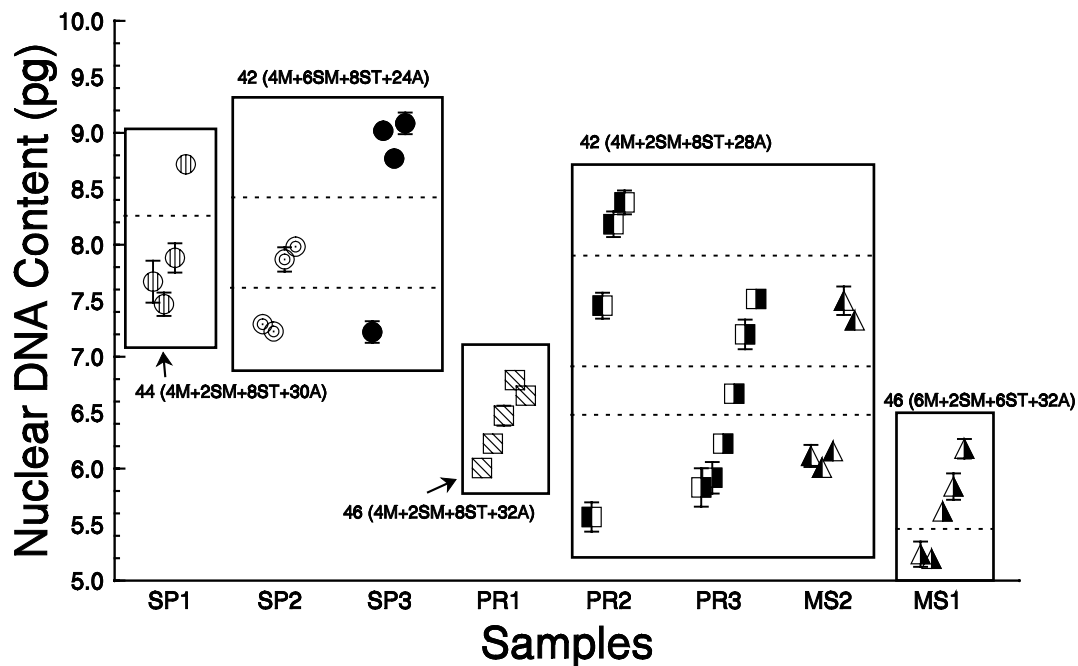 Nuclear DNA Content (pg)
10.0
9.5
9.0
8.5
8.0
7.5
7.0
6.5
6.0
5.5
5.0
42 (4M+6SM+8ST+24A)
42 (4M+2SM+8ST+28A)
44 (4M+2SM+8ST+30A)
46 (6M+2SM+6ST+32A)
46 (4M+2SM+8ST+32A)
SP1 SP2 SP3 PR1 PR2 PR3 MS2 MS1
Samples